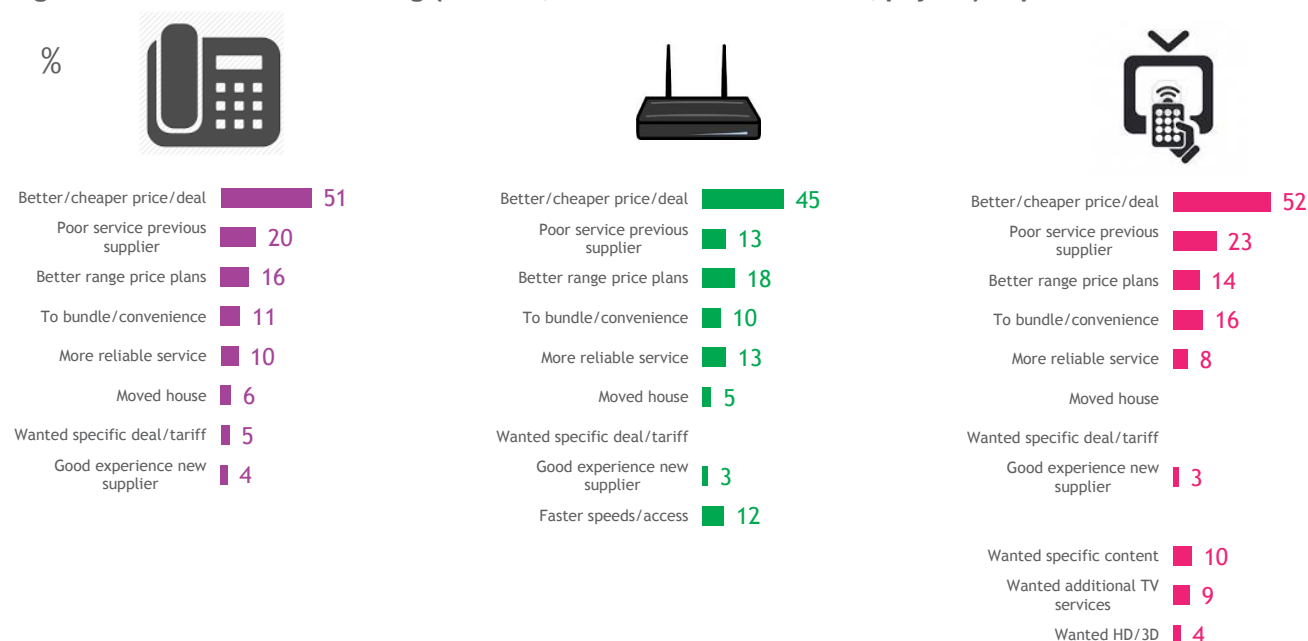 %
Better/cheaper price/deal 51
Poor service previous
supplier 20
Better range price plans 16
To bundle/convenience 11
More reliable service 10
Moved house 6
Wanted specific deal/tariff 5
Good experience new
supplier 4
Better/cheaper price/deal 45
Poor service previous
supplier 13
Better range price plans 18
To bundle/convenience 10
More reliable service 13
Moved house 5
Wanted specific deal/tariff
Good experience new
supplier 3
Faster speeds/access 12
Better/cheaper price/deal 52
Poor service previous
supplier 23
Better range price plans 14
To bundle/convenience 16
More reliable service 8
Moved house
Wanted specific deal/tariff
Good experience new
supplier 3
Wanted specific content 10
Wanted additional TV
services 9
Wanted HD/3D 4